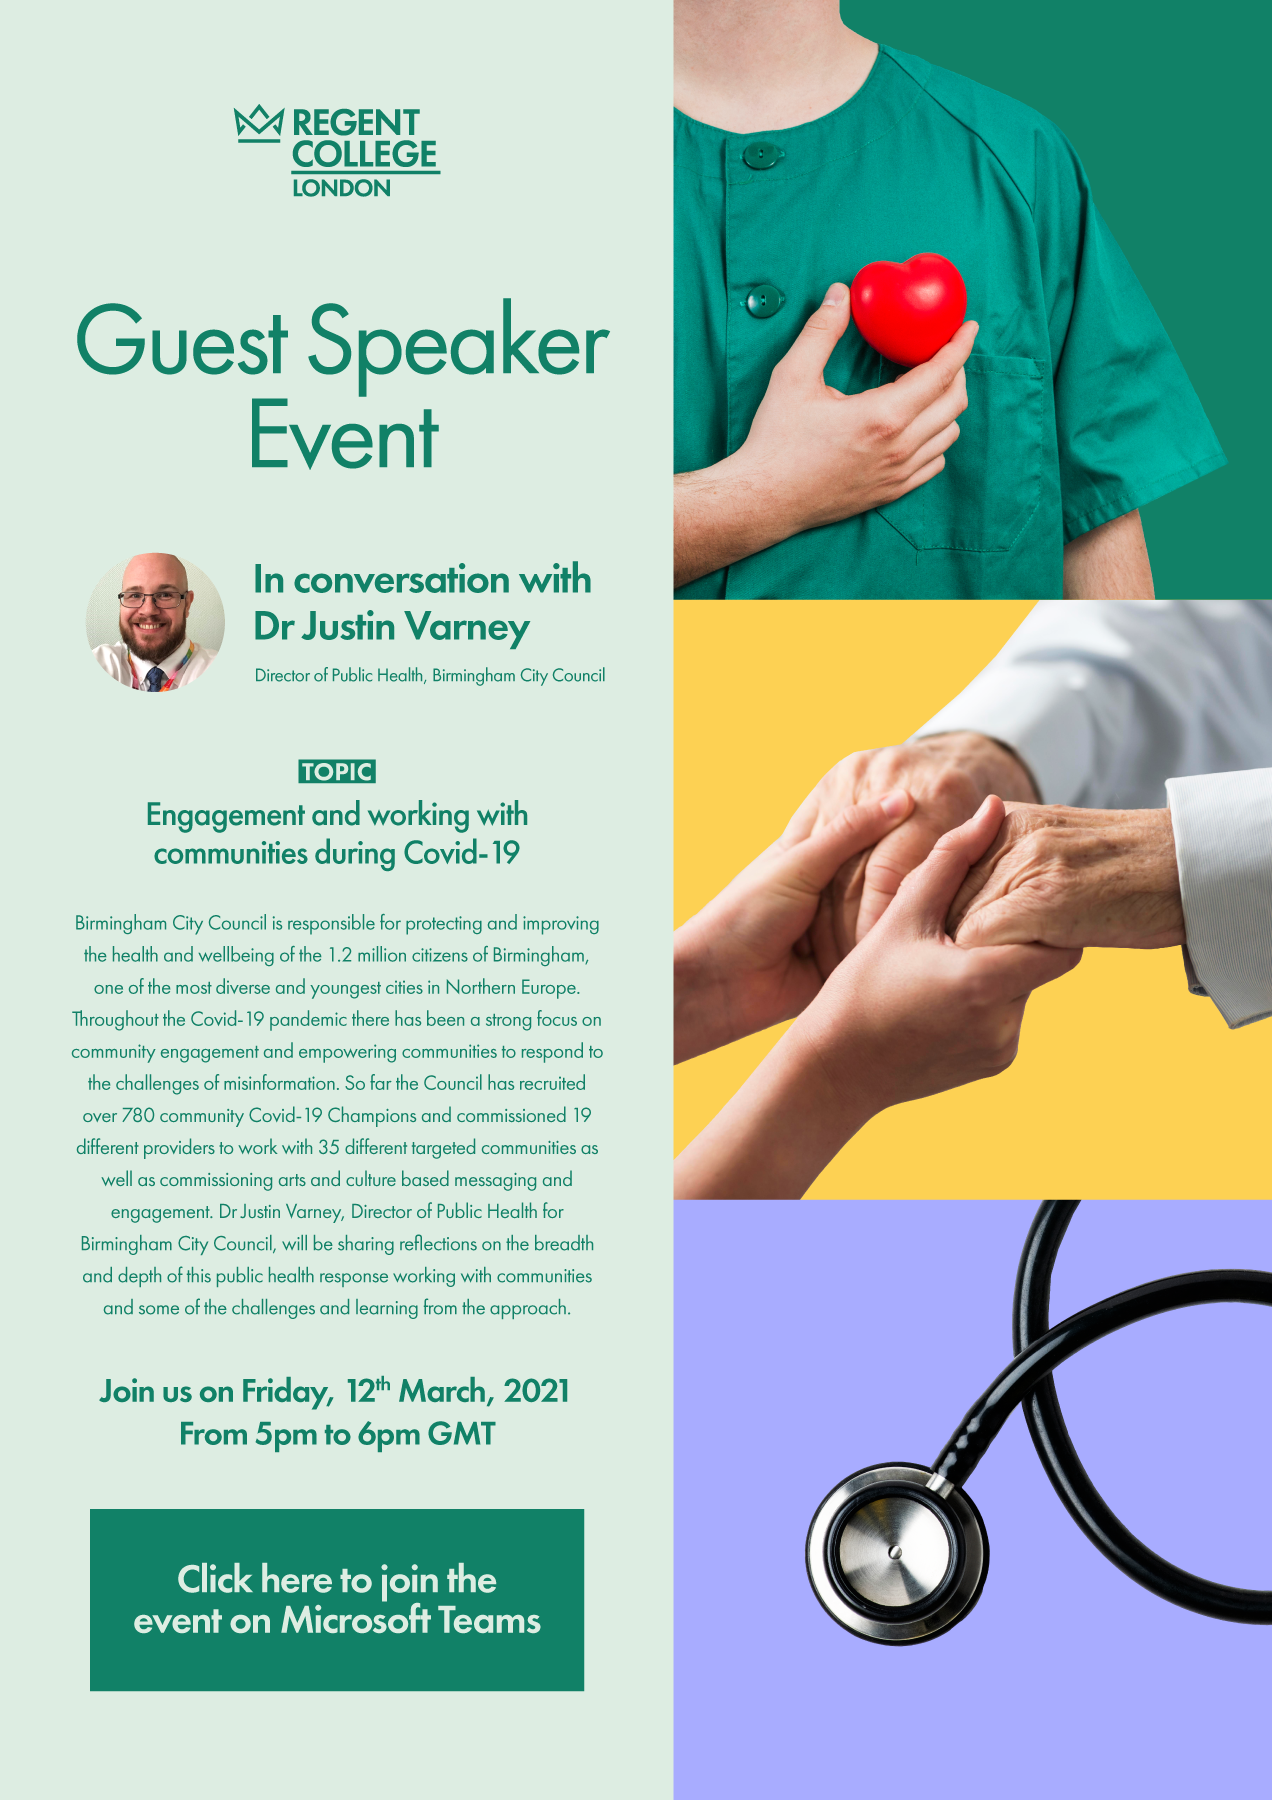 REGENT
COLLEGE
LONDON
Guest Speaker
Event
In conversation with
Dr Justin Varney
Director of Public Health, Birmingham City Council
TOPIC
Engagement and working with
communities during Covid-19
Birmingham City Council is responsible for protecting and improving
the health and wellbeing of the 1.2 million citizens of Birmingham,
one of the most diverse and youngest cities in Northern Europe.
Throughout the Covid-19 pandemic there has been a strong focus on
community engagement and empowering communities to respond to
the challenges of misinformation. So far the Council has recruited
over 780 community Covid-19 Champions and commissioned 19
different providers to work with 35 different targeted communities as
well as commissioning arts and culture based messaging and
engagement. Dr Justin Varney, Director of Public Health for
Birmingham City Council, will be sharing reflections on the breadth
and depth of this public health response working with communities
and some of the challenges and learning from the approach.
Join us on Friday, 12th March, 2021
From 5pm to 6pm GMT
Click here to join the
event on Microsoft Teams